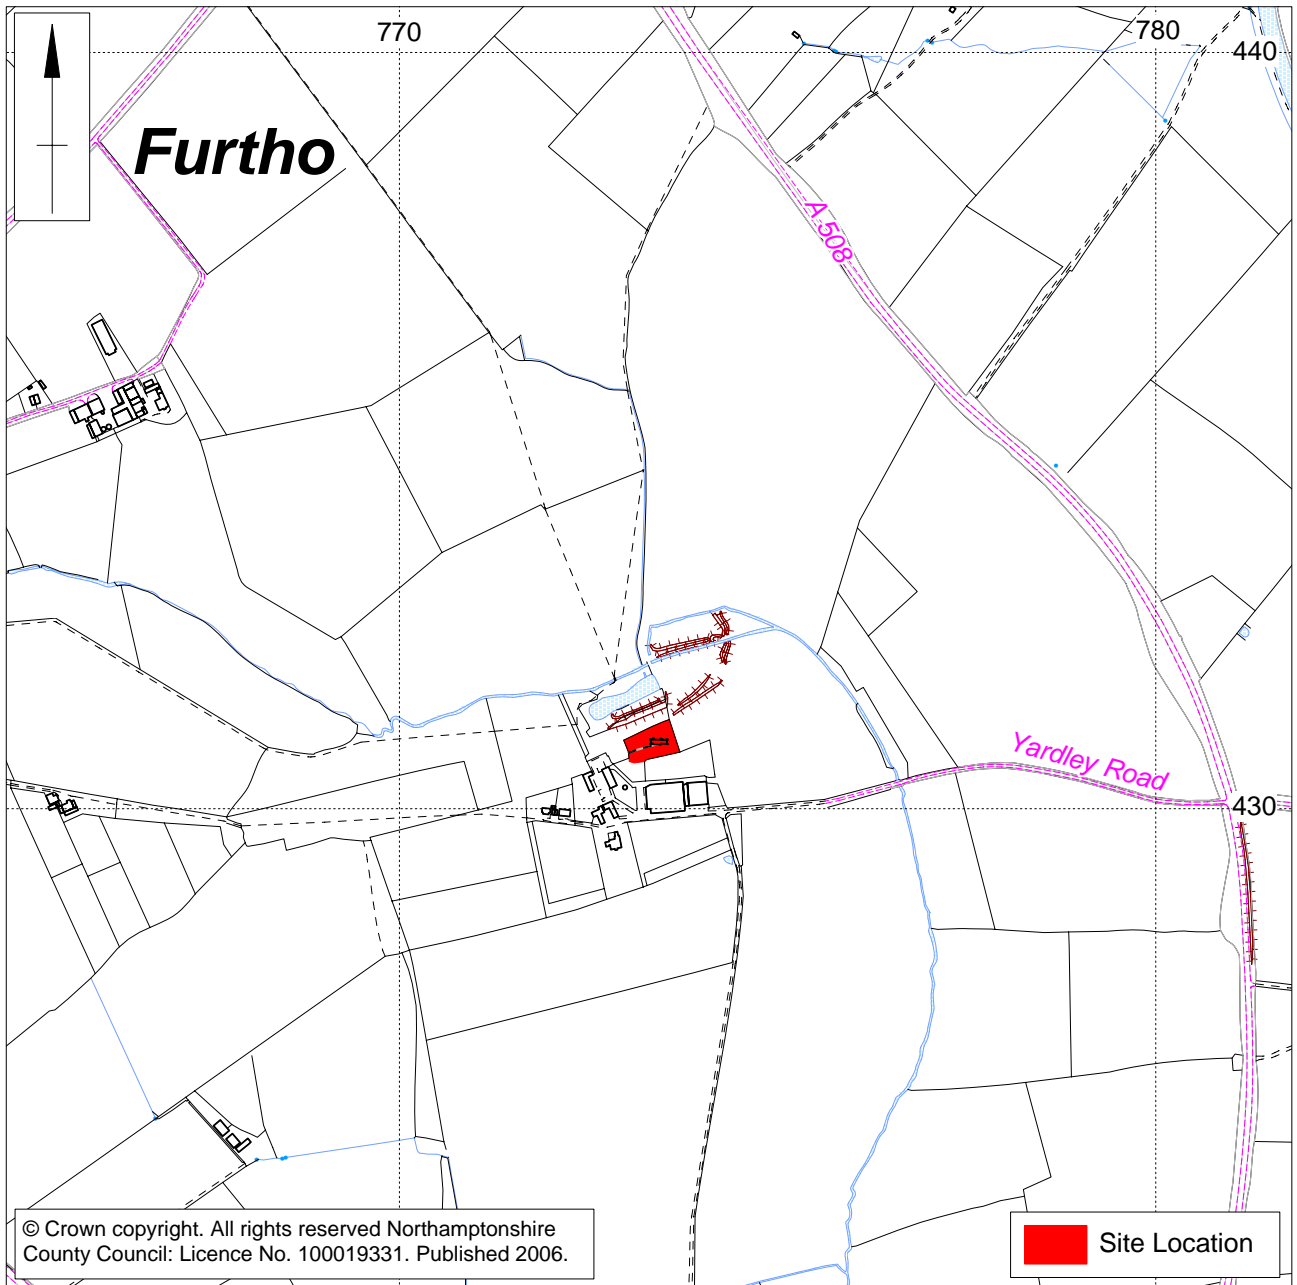 770
780
440
Furtho
A 508
Yardley Road
430
© Crown copyright. All rights reserved Northamptonshire
County Council: Licence No. 100019331. Published 2006.
Site Location